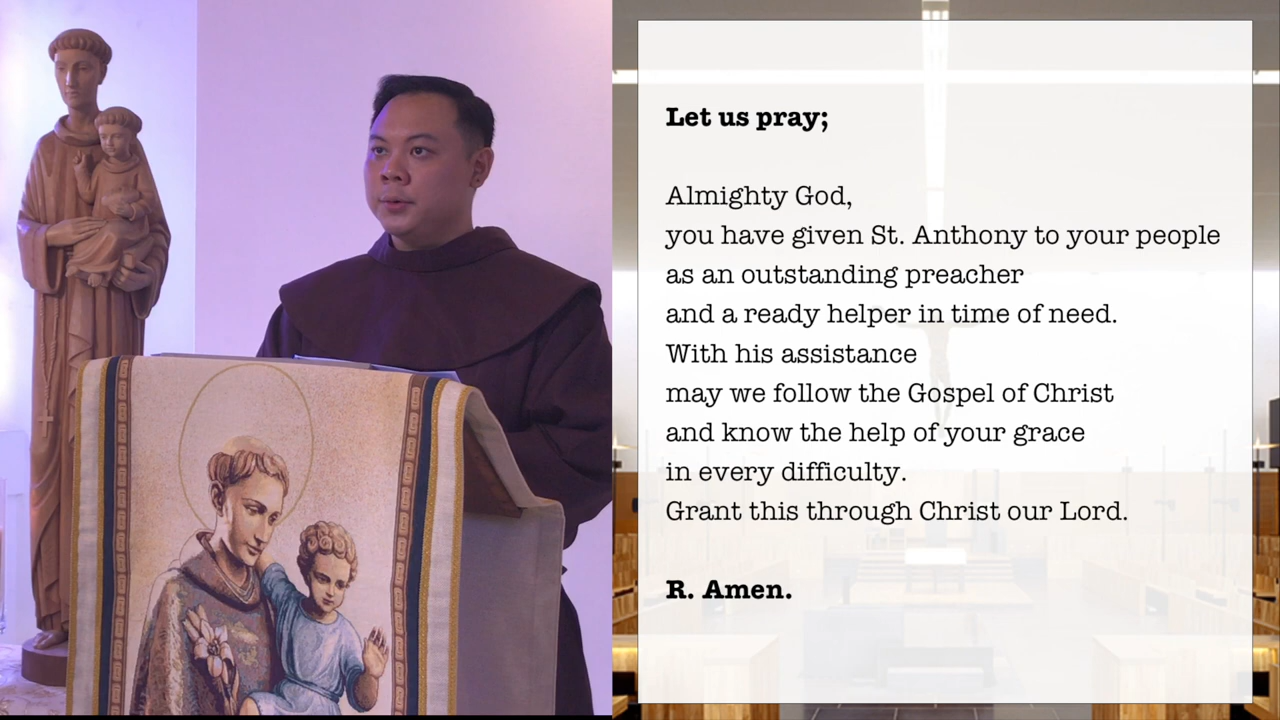 Let us pray;
Almighty God,
you have given St. Anthony to your people
as an outstanding preacher
and a ready helper in time of need.
With his assistance
may we follow the Gospel of Christ
and know the help of your grace
in every difficulty.
Grant this through Christ our Lord.
R. Amen.